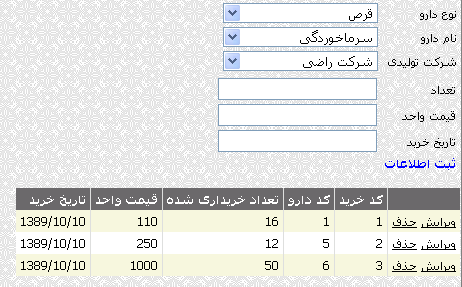 نوع دارو قرص
نام دارو سرماخوردگی
شرکت تولیدی شرکت راضی
تعداد
قیمت واحد
تاریخ خرید
ثبت اطلاعات
کد خرید کد دارو تعداد خریداری شده قیمت واحد تاریخ خرید
ویرایش حذف 1 1 16 110 1389/10/10
ویرایش حذف 2 5 12 250 1389/10/10
ویرایش حذف 3 6 50 1000 1389/10/10